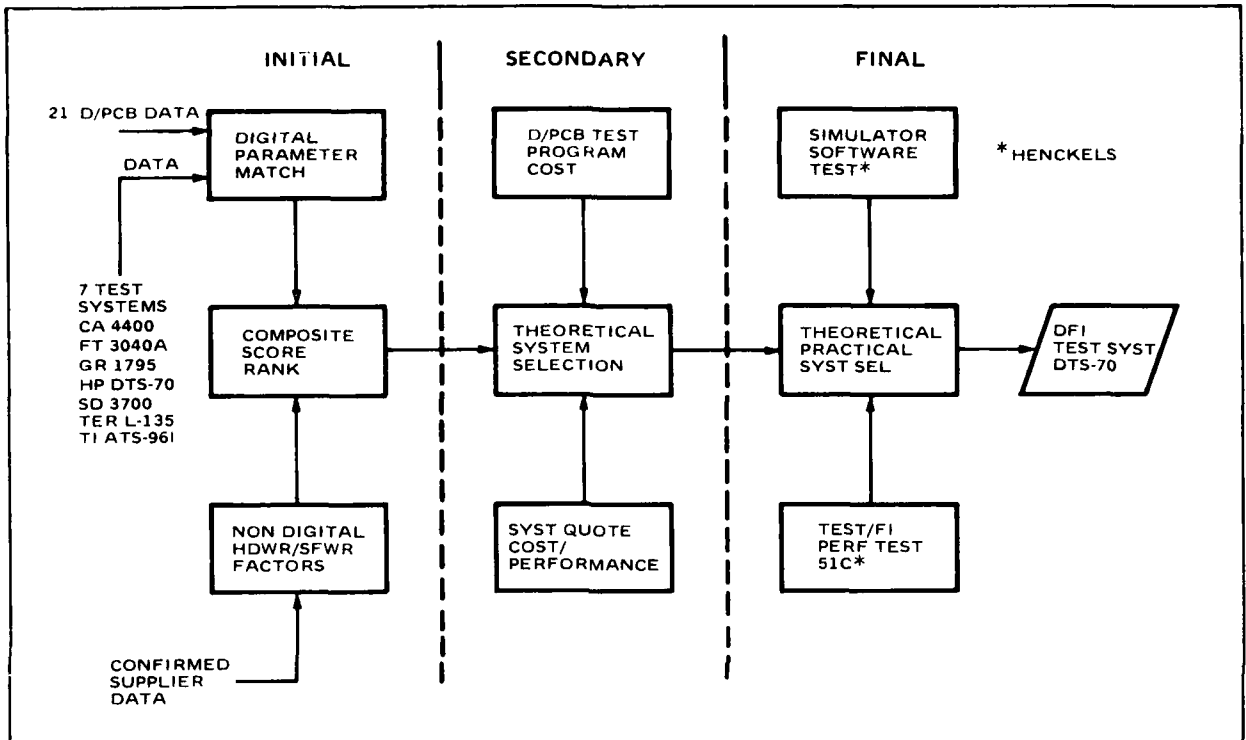 INITIAL
SECONDARY
FINAL
21 D/PCB DATA
DATA
DIGITAL
PARAMETER
MATCH
D/PCB TEST
PROGRAM
COST
SIMULATOR
SOFTWARE
TEST*
*HENCKELS
7 TEST
SYSTEMS
CA 4400
FT 3040A
GR 1795
HP DTS-70
SD 3700
TER L-135
TI ATS-961
COMPOSITE
SCORE
RANK
THEORETICAL
SYSTEM
SELECTION
THEORETICAL
PRACTICAL
SYST SEL
DFI
TEST SYST
DTS-70
NON DIGITAL
HDWR/SFWR
FACTORS
SYST QUOTE
COST/
PERFORMANCE
TEST/FI
PERF TEST
51C*
CONFIRMED
SUPPLIER
DATA